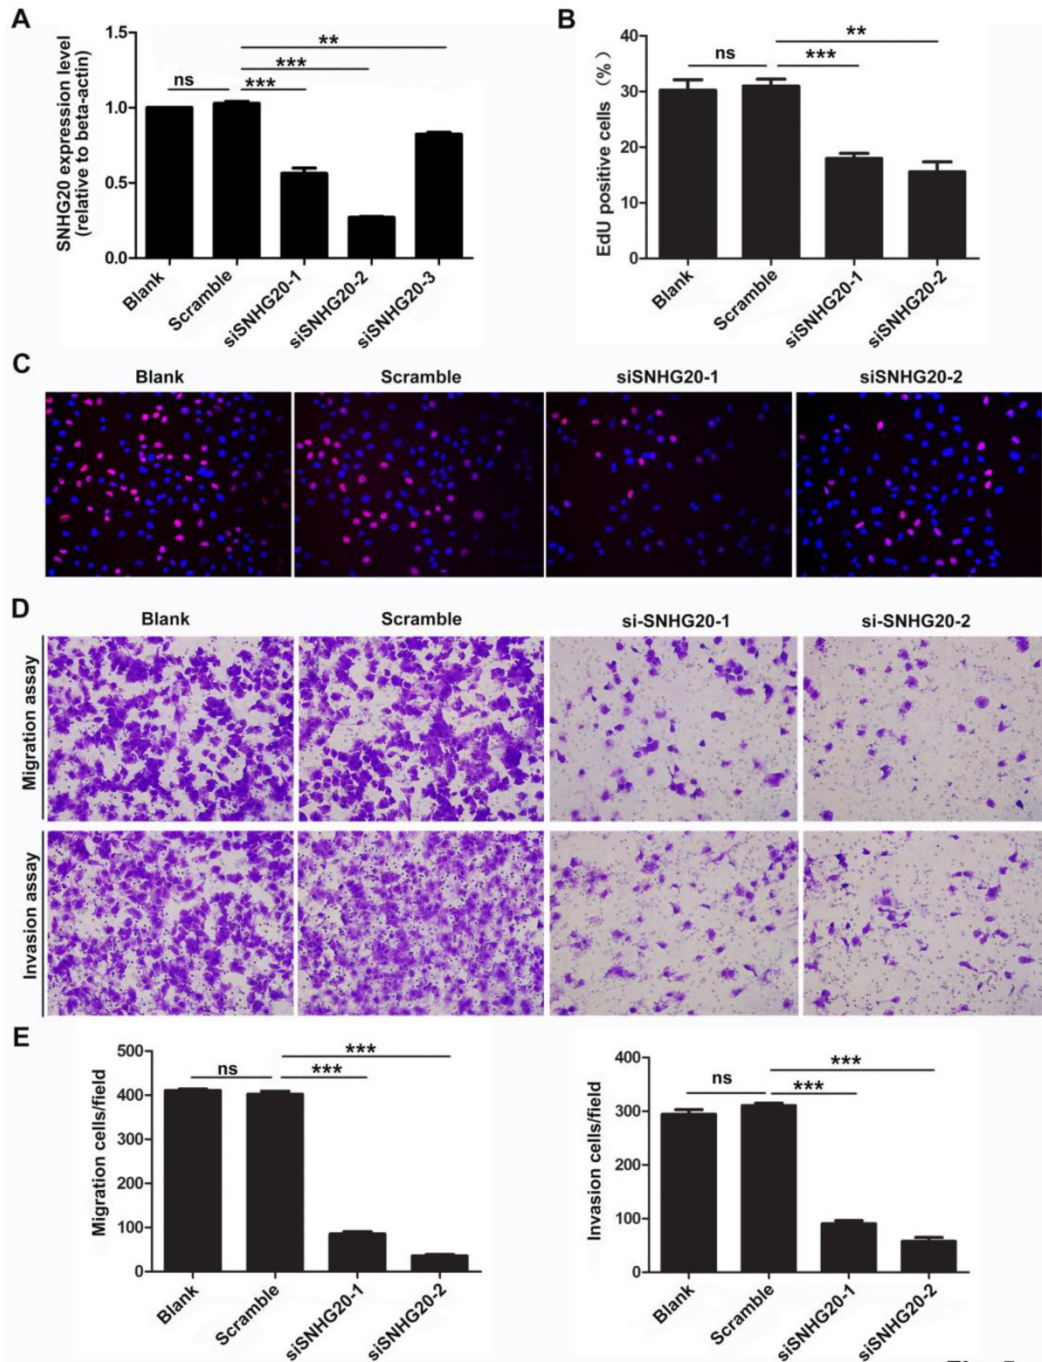 A
SNHG20 expression level
(relative to beta-actin)
1.5
1.0
0.5
0.0
ns
***
***
**
Blank
Scramble
siSNHG20-1
siSNHG20-2
siSNHG20-3
B
EdU positive cells (%)
40
30
20
10
0
ns
***
**
Blank
Scramble
siSNHG20-1
siSNHG20-2
C
Blank
Scramble
siSNHG20-1
siSNHG20-2
D
Blank
Scramble
si-SNHG20-1
si-SNHG20-2
Migration assay
Invasion assay
E
Migration cells/field
500
400
300
200
100
0
ns
***
***
Blank
Scramble
siSNHG20-1
siSNHG20-2
Invasion cells/field
400
300
200
100
0
ns
***
***
Blank
Scramble
siSNHG20-1
siSNHG20-2